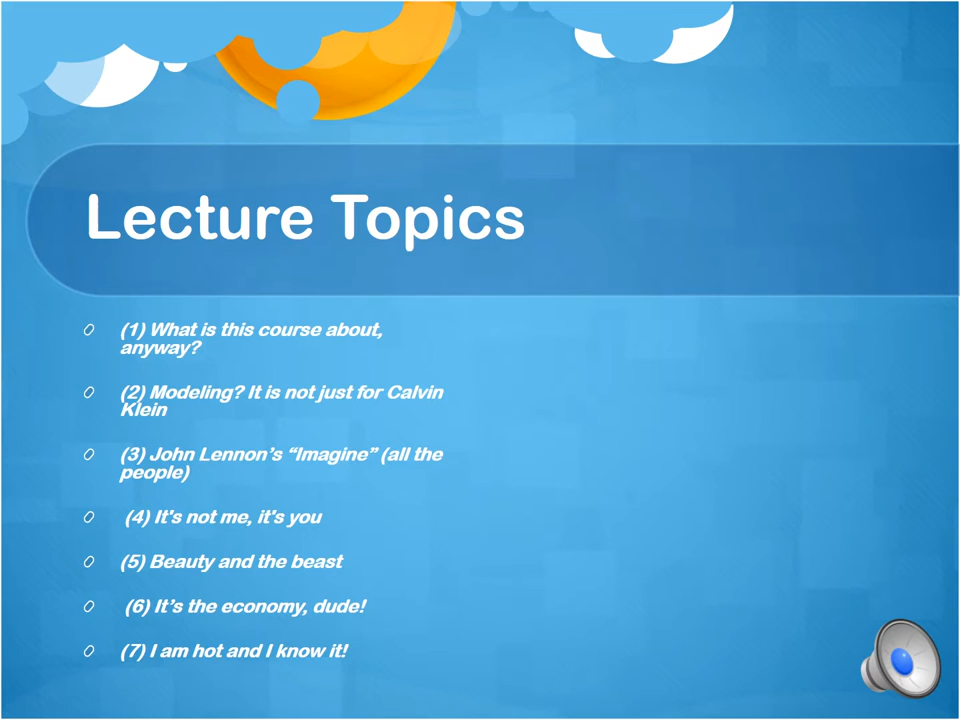 Lecture Topics
(1) What is this course about,
anyway?
(2) Modeling? It is not just for Calvin
Klein
(3) John Lennon’s “Imagine” (all the
people)
(4) It's not me, it's you
(5) Beauty and the beast
(6) It’s the economy, dude!
(7) I am hot and I know it!